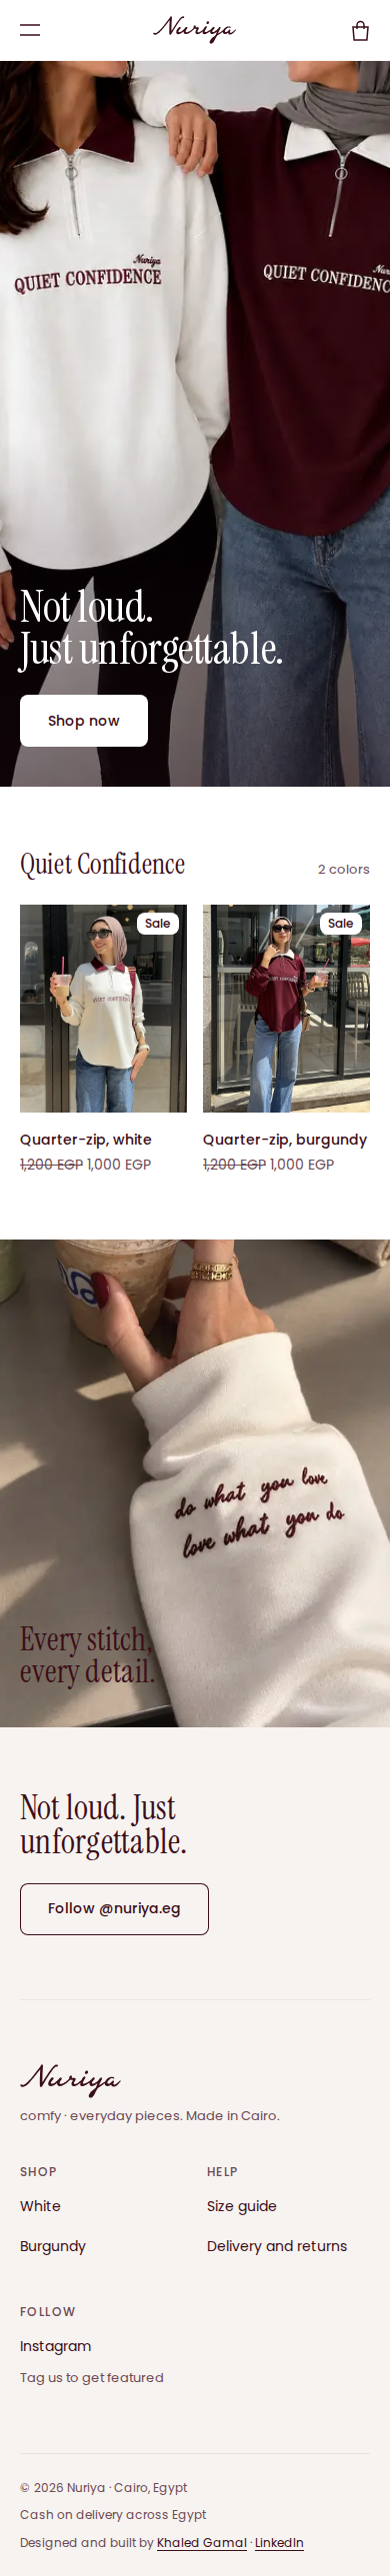 Nuriya
Nuriya
QUIET CONFIDENCE
QUIET CONFIDENCE
Not loud.
Just unforgettable.
Shop now
Quiet Confidence
2 colors
Sale
Sale
Quarter-zip, white
1,200 EGP 1,000 EGP
Quarter-zip, burgundy
1,200 EGP 1,000 EGP
do what you love
love what you do
Every stitch,
every detail.
Not loud. Just
unforgettable.
Follow @nuriya.eg
Nuriya
comfy · everyday pieces. Made in Cairo.
SHOP
White
Burgundy
HELP
Size guide
Delivery and returns
FOLLOW
Instagram
Tag us to get featured
© 2026 Nuriya · Cairo, Egypt
Cash on delivery across Egypt
Designed and built by Khaled Gamal · LinkedIn